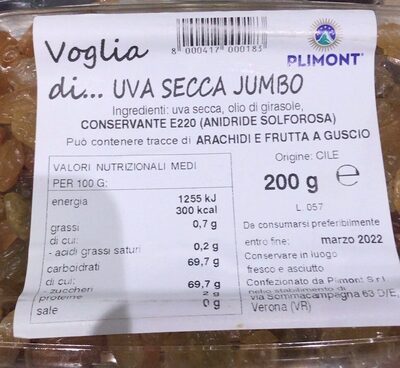 Voglia
di... UVA SECCA JUMBO
8 000417 000183
PLIMONT
Ingredienti: uva secca, olio di girasole,
CONSERVANTE E220 (ANIDRIDE SOLFOROSA)
Può contenere tracce di ARACHIDI E FRUTTA A GUSCIO
VALORI NUTRIZIONALI MEDI
PER 100 G:
energia 1255 kJ
300 kcal
grassi 0,7 g
di cui:
- acidi grassi saturi 0,2 g
carboidrati 69,7 g
di cui:
- zuccheri 69,7 g
proteine 2 g
sale 0 g
Origine: CILE
200 g e
L 057
Da consumarsi preferibilmente
entro fine: marzo 2022
Conservare in luogo
fresco e asciutto
Confezionato da Plimont S.r.l.
nello stabilimento di
via Sommacampagna 63 D/E,
Verona (VR)